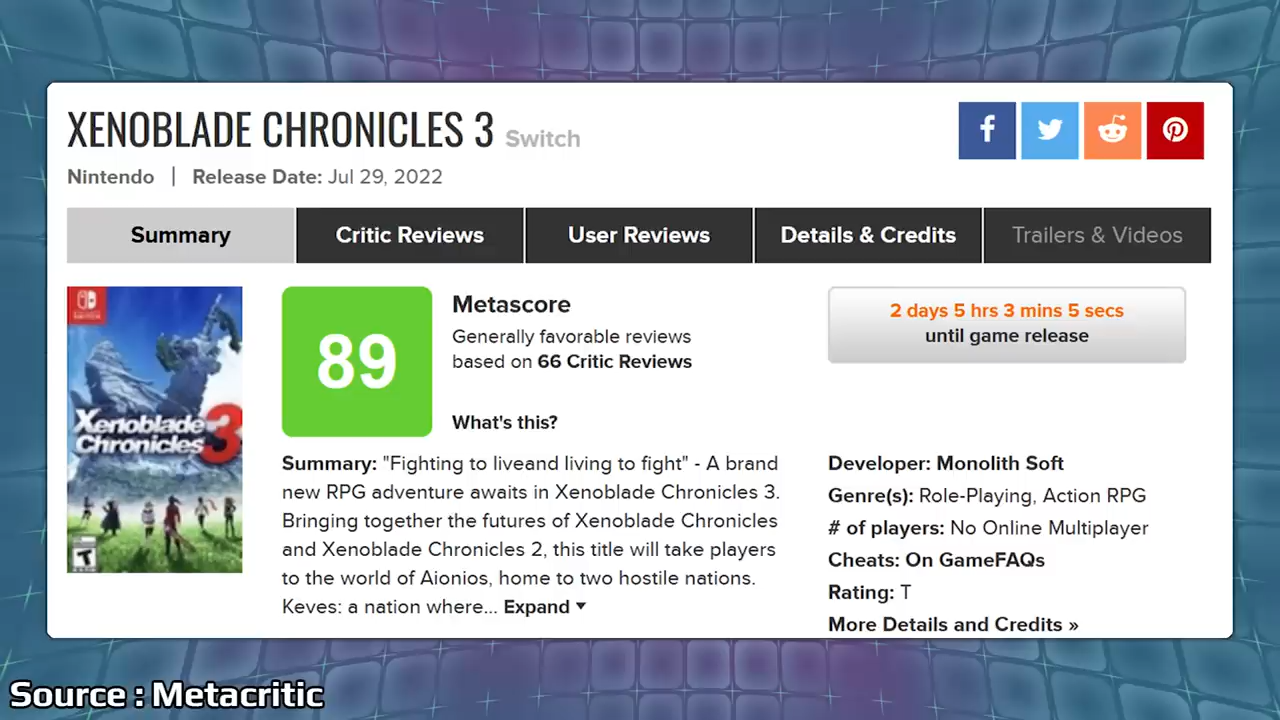 XENOBLADE CHRONICLES 3 Switch
Nintendo | Release Date: Jul 29, 2022
Summary
Critic Reviews
User Reviews
Details & Credits
Trailers & Videos
Xenoblade
Chronicles 3
T
89
Metascore
Generally favorable reviews
based on 66 Critic Reviews
What's this?
2 days 5 hrs 3 mins 5 secs
until game release
Summary: "Fighting to liveand living to fight" - A brand
new RPG adventure awaits in Xenoblade Chronicles 3.
Bringing together the futures of Xenoblade Chronicles
and Xenoblade Chronicles 2, this title will take players
to the world of Aionios, home to two hostile nations.
Keves: a nation where... Expand
Developer: Monolith Soft
Genre(s): Role-Playing, Action RPG
# of players: No Online Multiplayer
Cheats: On GameFAQs
Rating: T
More Details and Credits »
Source : Metacritic